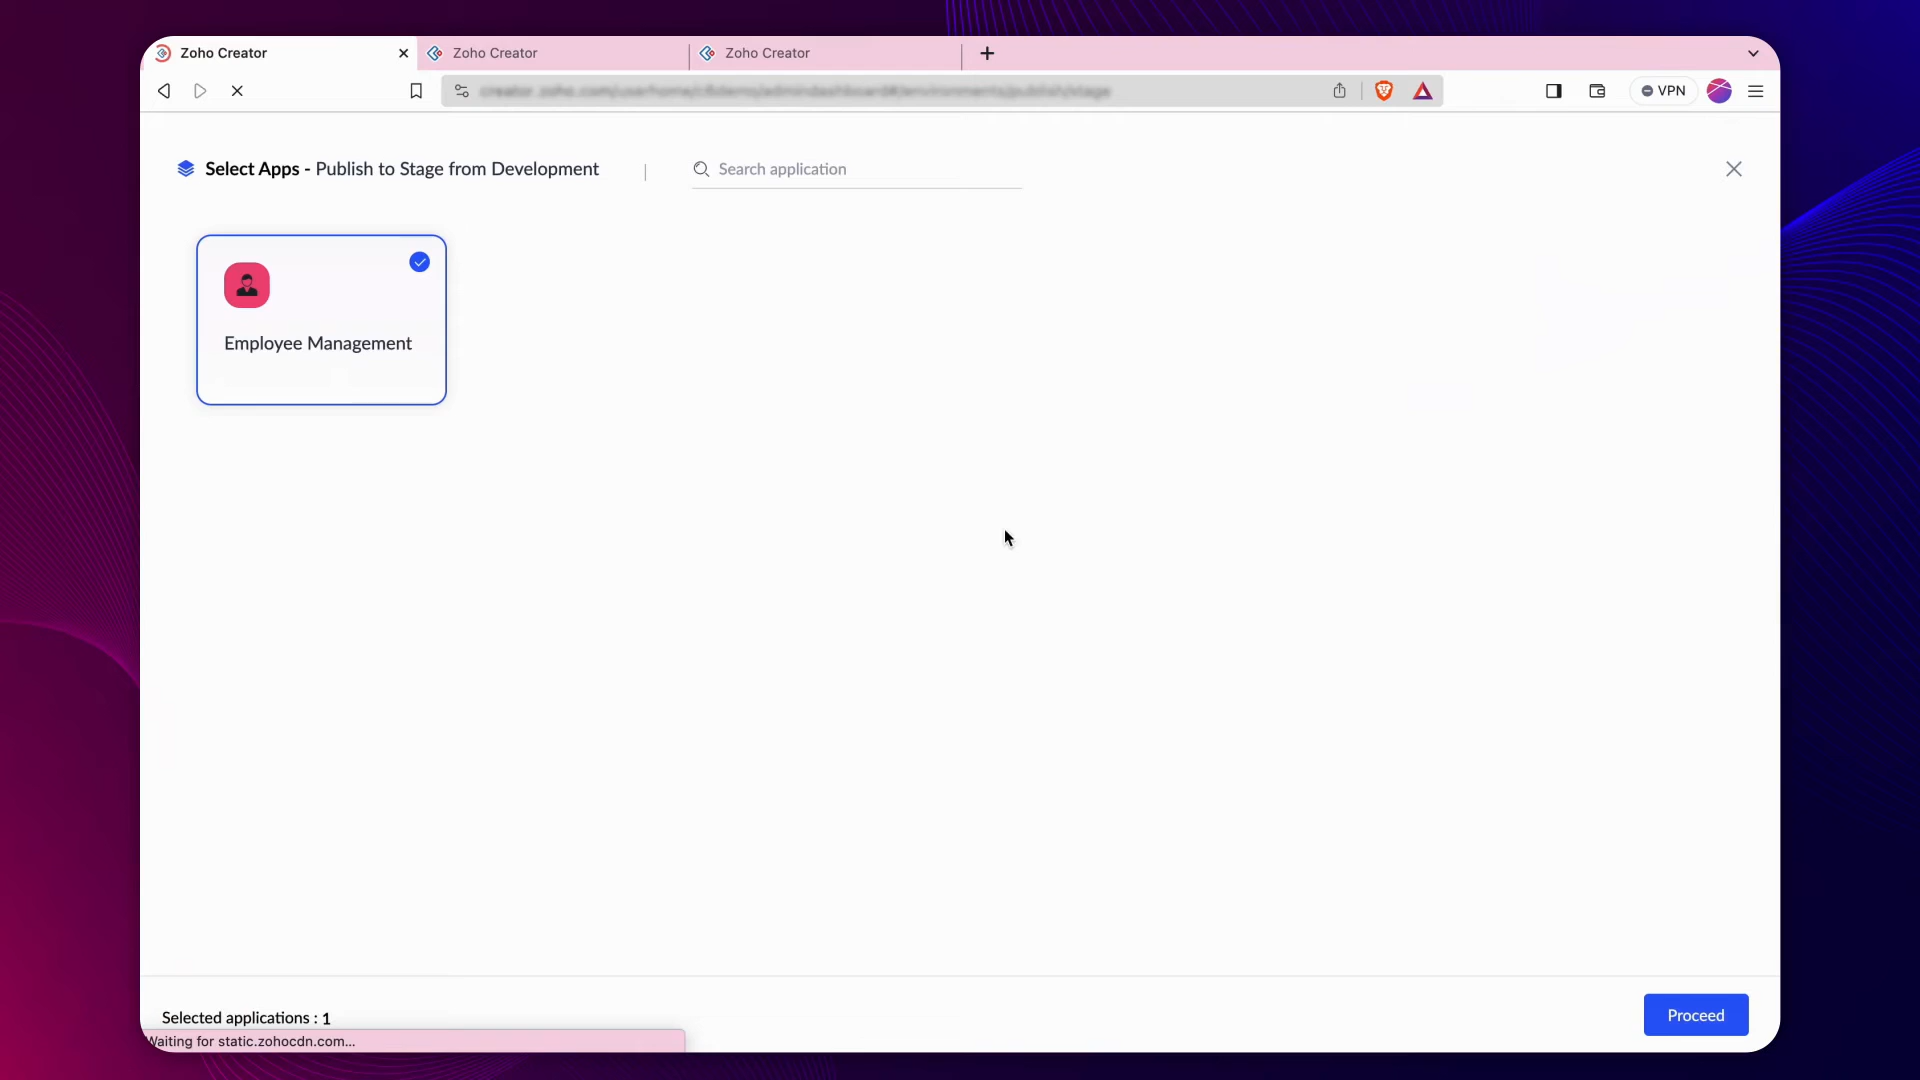 Zoho Creator
Zoho Creator
Zoho Creator
VPN
Select Apps - Publish to Stage from Development
Search application
Employee Management
Selected applications : 1
Proceed
Waiting for static.zohocdn.com...